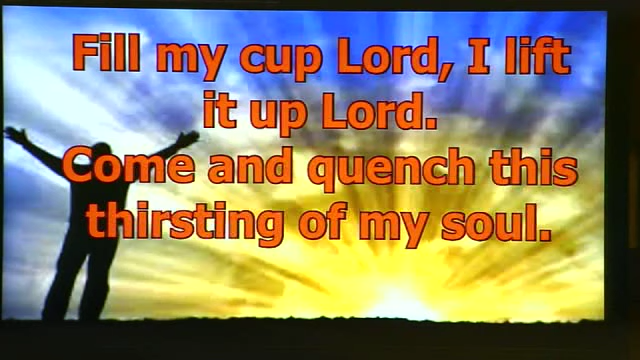 Fill my cup Lord, I lift
it up Lord.
Come and quench this
thirsting of my soul.